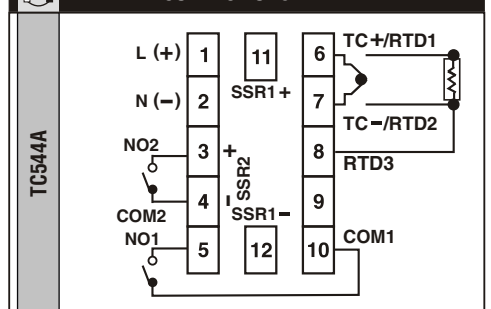 TC544A
L (+) 1 11 6 TC+/RTD1
SSR1+
N (−) 2 7 TC−/RTD2
NO2 3 + 8 RTD3
SSR2
COM2 4 - 9
SSR1−
NO1 5 12 10 COM1